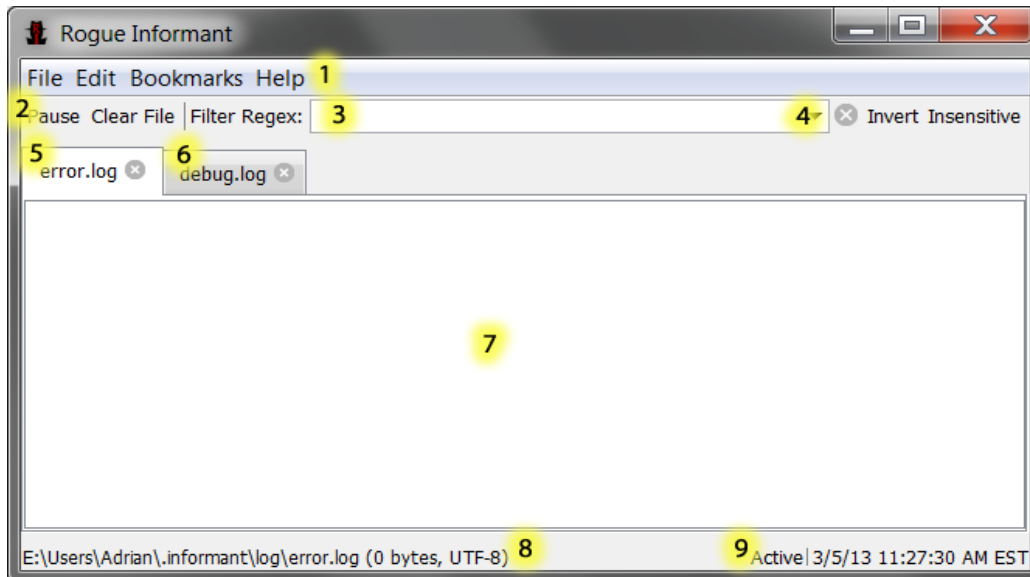 Rogue Informant
File Edit Bookmarks Help 1
2 Pause Clear File Filter Regex: 3 4 Invert Insensitive
5 6
error.log debug.log
7
E:\Users\Adrian\.informant\log\error.log (0 bytes, UTF-8) 8 9 Active 3/5/13 11:27:30 AM EST